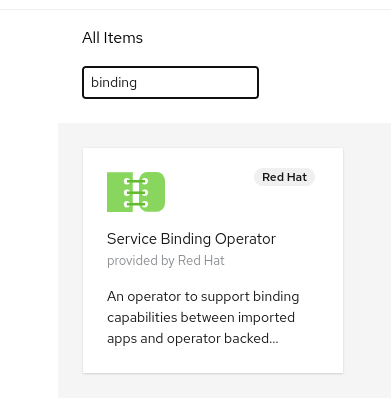 All Items
binding
Red Hat
Service Binding Operator
provided by Red Hat
An operator to support binding
capabilities between imported
apps and operator backed...